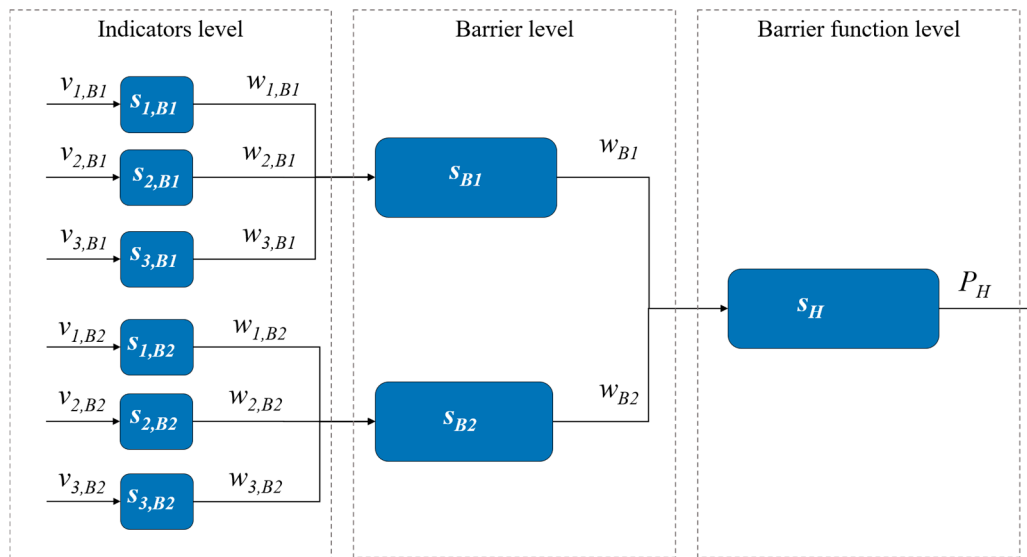 Indicators level
Barrier level
Barrier function level
v1,B1
s1,B1
w1,B1
v2,B1
s2,B1
w2,B1
v3,B1
s3,B1
w3,B1
v1,B2
s1,B2
w1,B2
v2,B2
s2,B2
w2,B2
v3,B2
s3,B2
w3,B2
sB1
wB1
sB2
wB2
sH
PH